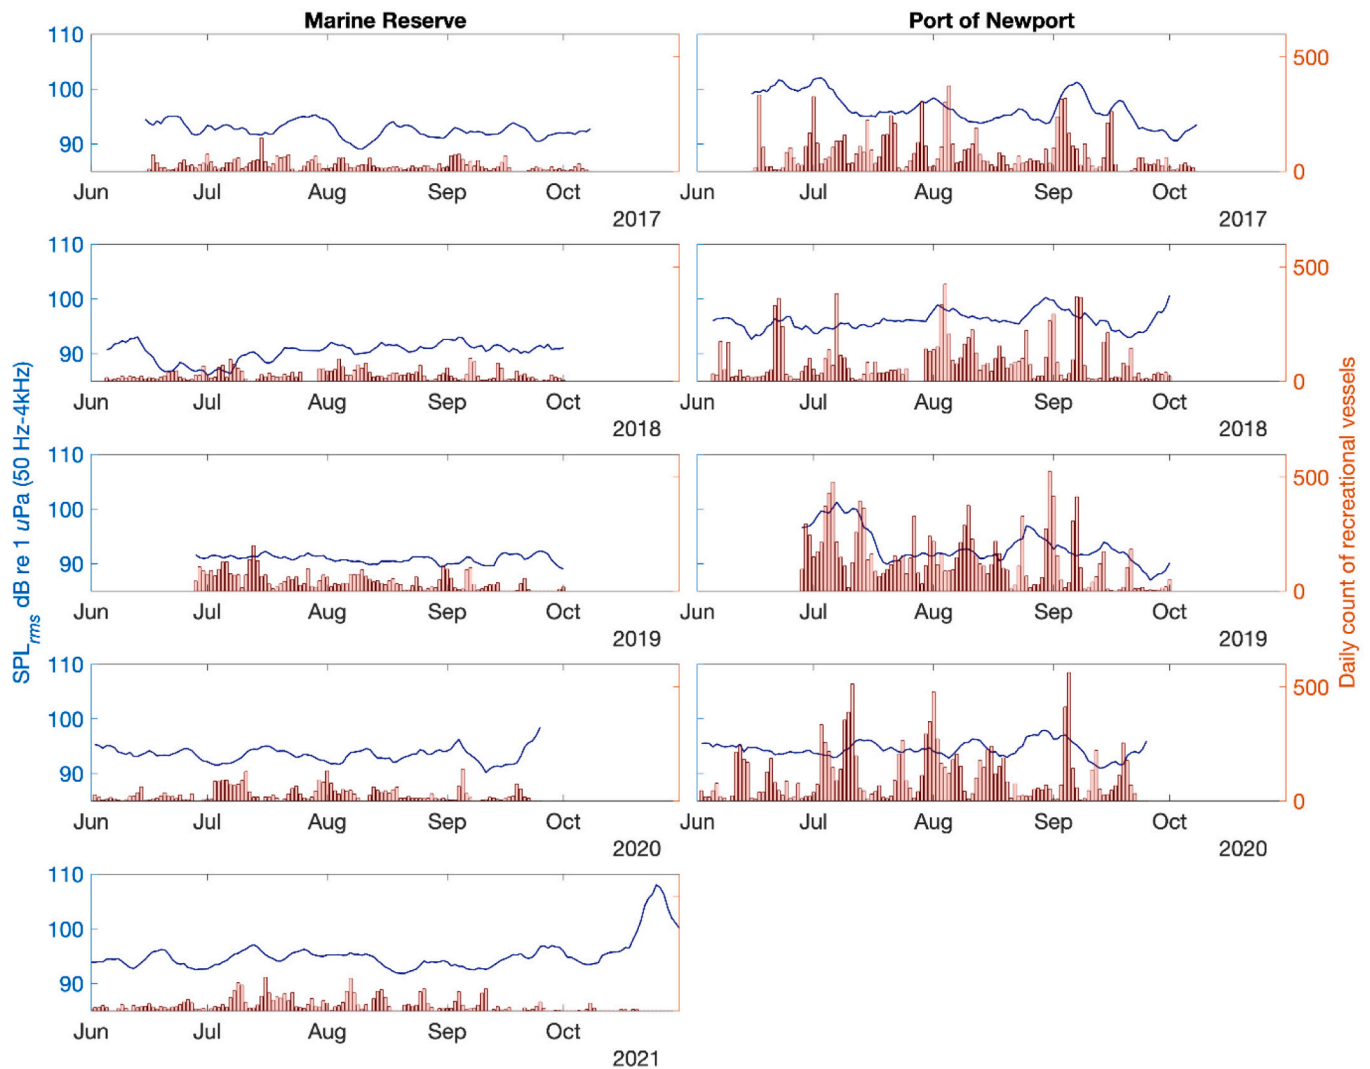 Marine Reserve
Port of Newport
110
100
90
500
0
Jun Jul Aug Sep Oct
2017
Jun Jul Aug Sep Oct
2017
110
100
90
500
0
Jun Jul Aug Sep Oct
2018
Jun Jul Aug Sep Oct
2018
110
100
90
500
0
Jun Jul Aug Sep Oct
2019
Jun Jul Aug Sep Oct
2019
110
100
90
500
0
Jun Jul Aug Sep Oct
2020
Jun Jul Aug Sep Oct
2020
110
100
90
Jun Jul Aug Sep Oct
2021
SPLrms dB re 1 uPa (50 Hz-4kHz)
Daily count of recreational vessels